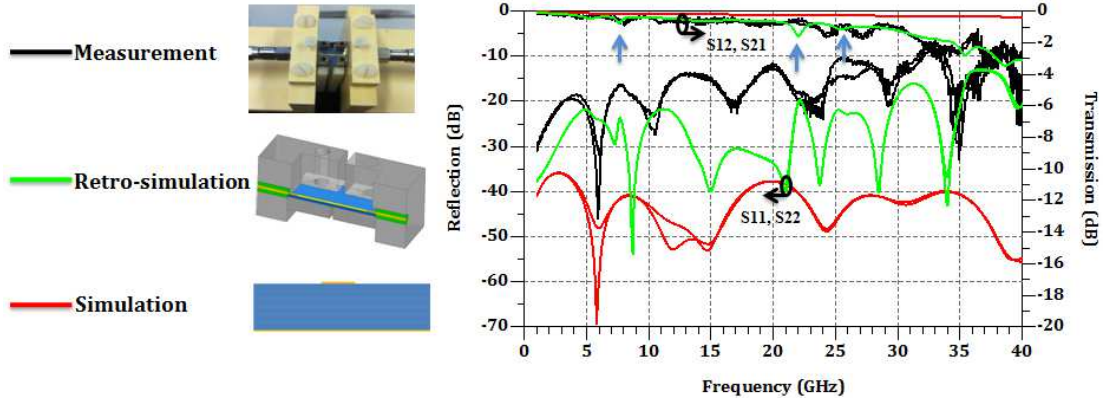 Measurement
Retro-simulation
Simulation
Reflection (dB)
0
-10
-20
-30
-40
-50
-60
-70
S12, S21
S11, S22
0
-2
-4
-6
-8
-10
-12
-14
-16
-18
-20
Transmission (dB)
0 5 10 15 20 25 30 35 40
Frequency (GHz)